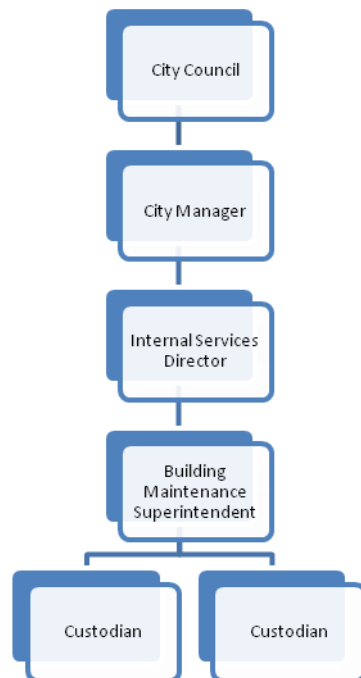 City Council
City Manager
Internal Services
Director
Building
Maintenance
Superintendent
Custodian
Custodian